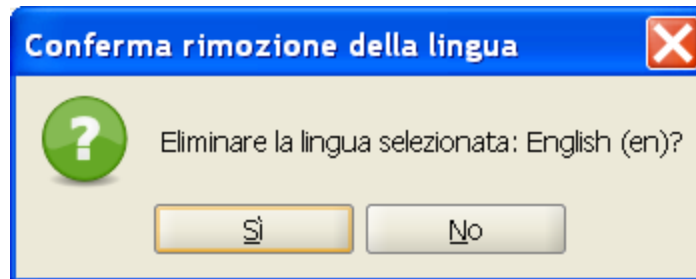 Conferma rimozione della lingua
?
Eliminare la lingua selezionata: English (en)?
Sì
No